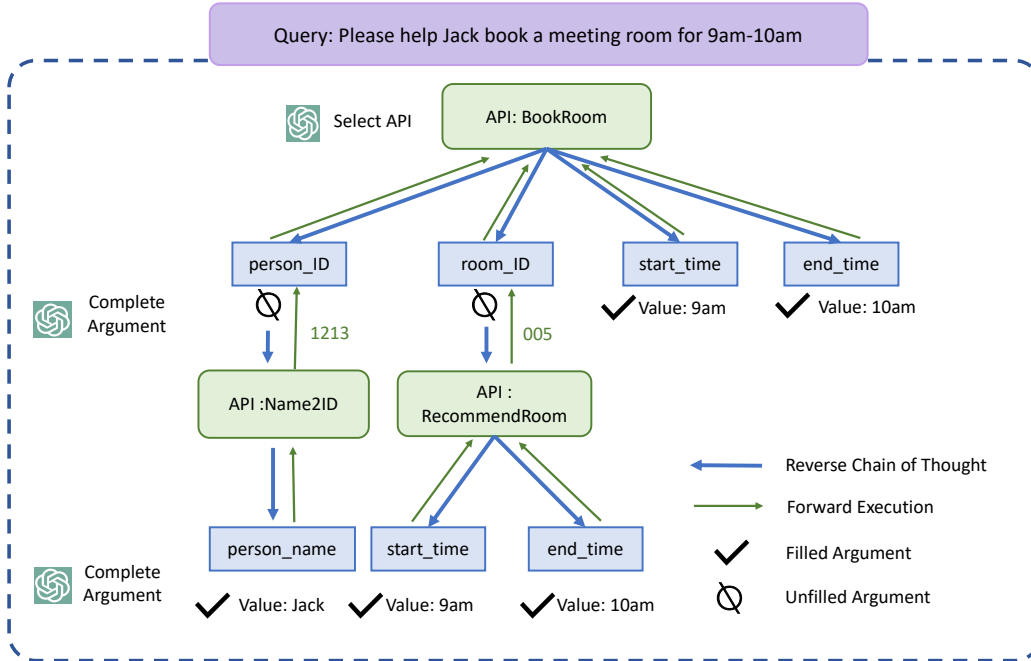 Query: Please help Jack book a meeting room for 9am-10am
Select API
API: BookRoom
person_ID
room_ID
start_time
end_time
Complete
Argument
Value: 9am
Value: 10am
1213
005
API :Name2ID
API :
RecommendRoom
Reverse Chain of Thought
Forward Execution
person_name
start_time
end_time
Filled Argument
Complete
Argument
Value: Jack
Value: 9am
Value: 10am
Unfilled Argument